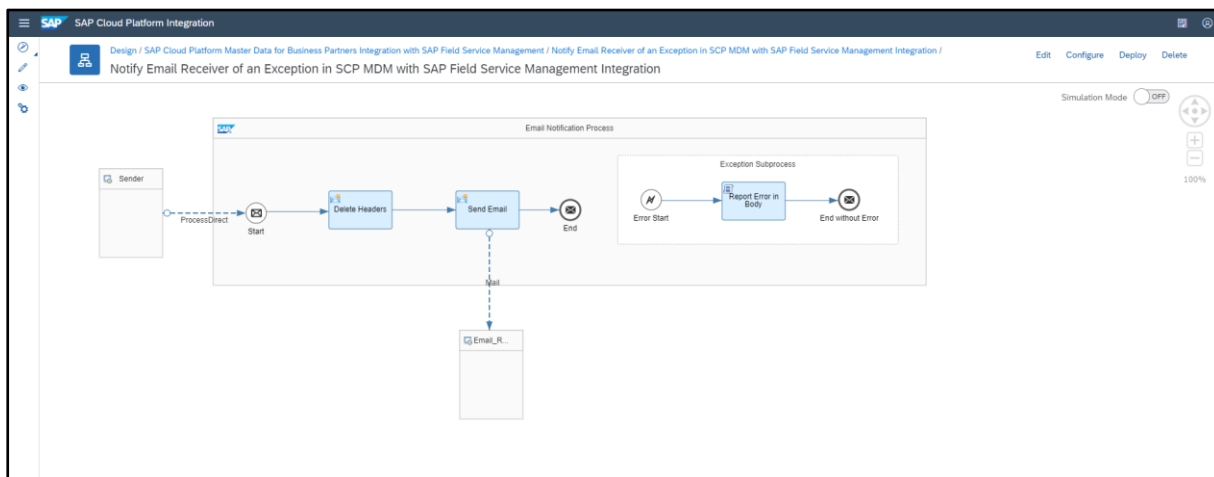 SAP SAP Cloud Platform Integration
Design / SAP Cloud Platform Master Data for Business Partners Integration with SAP Field Service Management / Notify Email Receiver of an Exception in SCP MDM with SAP Field Service Management Integration /
Notify Email Receiver of an Exception in SCP MDM with SAP Field Service Management Integration
Edit Configure Deploy Delete
Simulation Mode OFF
100%
SAP Email Notification Process
Sender
ProcessDirect
Start
Delete Headers
Send Email
End
Mail
Email_R...
Exception Subprocess
Error Start
Report Error in
Body
End without Error